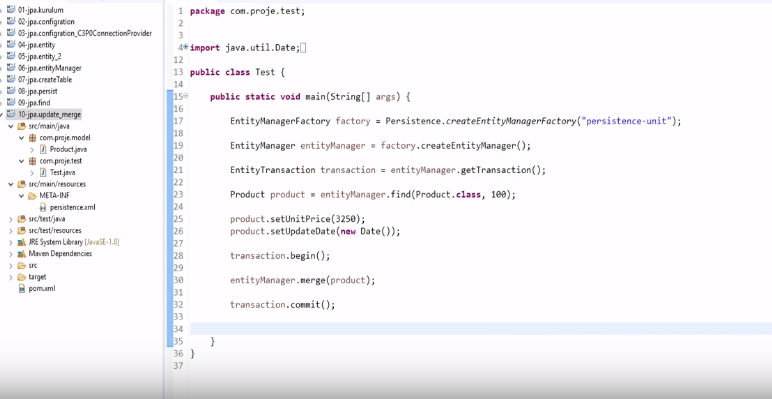 01-jpa.kurulum
02-jpa.configration
03-jpa.configration_C3P0ConnectionProvider
04-jpa.entity
05-jpa.entity_2
06-jpa.entityManager
07-jpa.createTable
08-jpa.persist
09-jpa.find
10-jpa.update_merge
src/main/java
com.proje.model
Product.java
com.proje.test
Test.java
src/main/resources
META-INF
persistence.xml
src/test/java
src/test/resources
JRE System Library [JavaSE-1.8]
Maven Dependencies
src
target
pom.xml
1 package com.proje.test;
2
3
4 import java.util.Date;
12
13 public class Test {
14
15 public static void main(String[] args) {
16
17 EntityManagerFactory factory = Persistence.createEntityManagerFactory("persistence-unit");
18
19 EntityManager entityManager = factory.createEntityManager();
20
21 EntityTransaction transaction = entityManager.getTransaction();
22
23 Product product = entityManager.find(Product.class, 100);
24
25 product.setUnitPrice(3250);
26 product.setUpdateDate(new Date());
27
28 transaction.begin();
29
30 entityManager.merge(product);
31
32 transaction.commit();
33
34
35 }
36 }
37